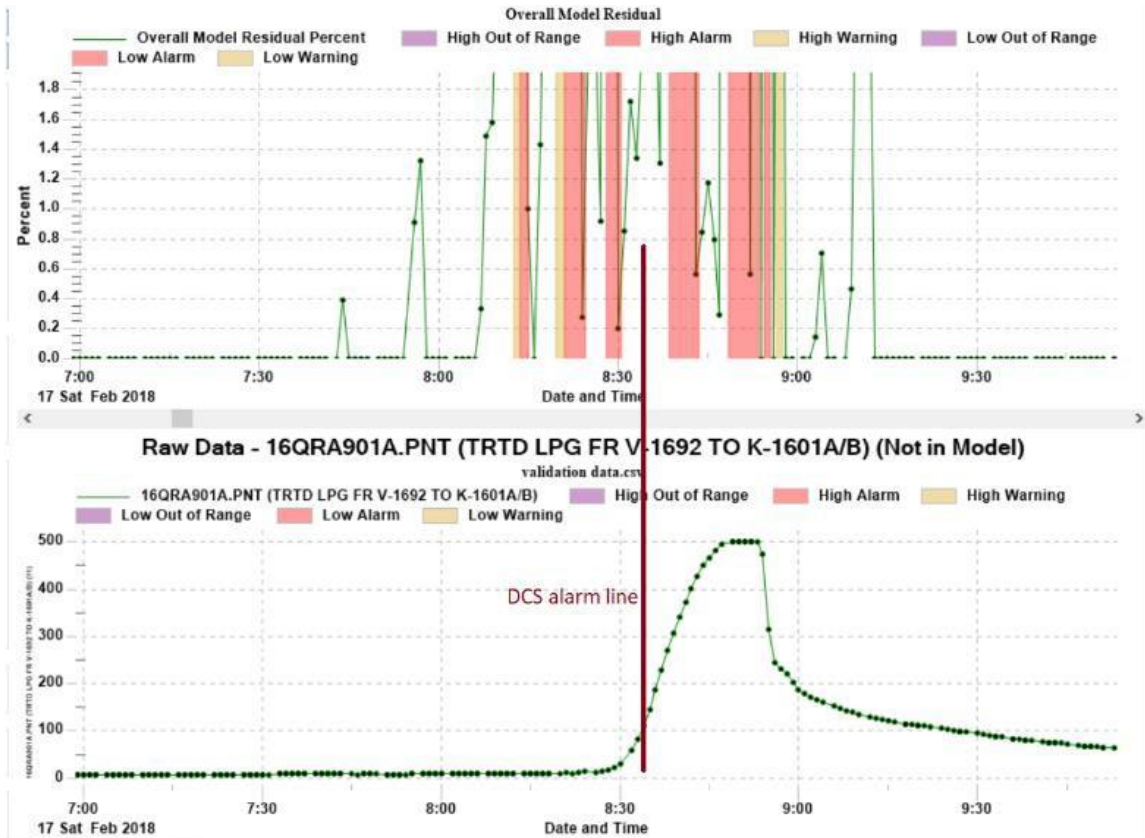 Overall Model Residual
Overall Model Residual Percent High Out of Range High Alarm High Warning Low Out of Range
Low Alarm Low Warning
1.8
1.6
1.4
1.2
1.0
0.8
0.6
0.4
0.2
0.0
Percent
7:00 7:30 8:00 8:30 9:00 9:30
17 Sat Feb 2018 Date and Time
Raw Data - 16QRA901A.PNT (TRTD LPG FR V-1692 TO K-1601A/B) (Not in Model)
validation data.csv
16QRA901A.PNT (TRTD LPG FR V-1692 TO K-1601A/B) High Out of Range High Alarm High Warning
Low Out of Range Low Alarm Low Warning
500
400
300
200
100
0
DCS alarm line
7:00 7:30 8:00 8:30 9:00 9:30
17 Sat Feb 2018 Date and Time